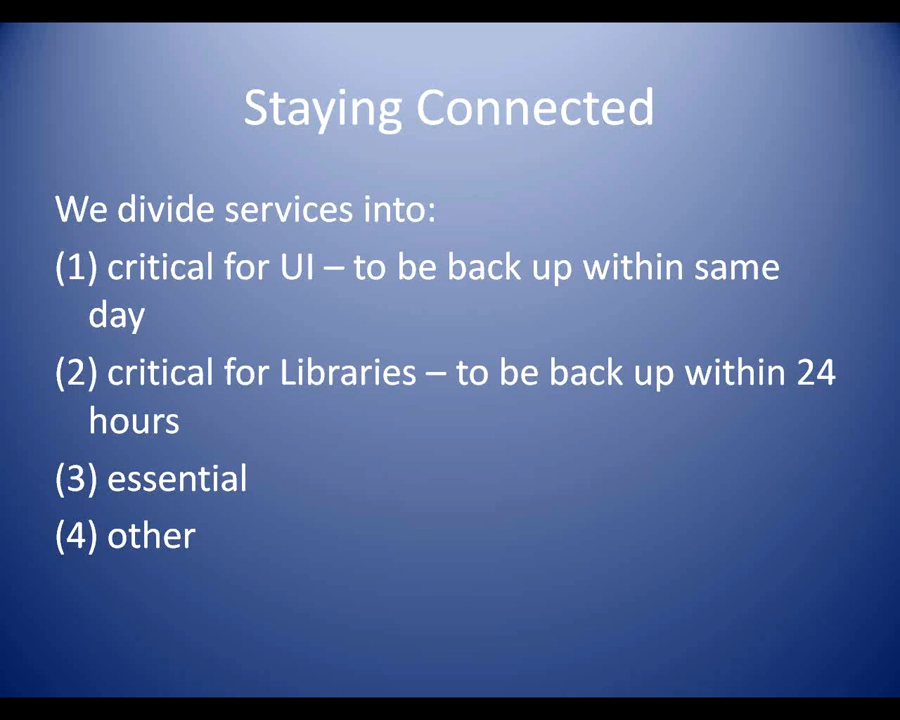 Staying Connected
We divide services into:
(1) critical for UI – to be back up within same
day
(2) critical for Libraries – to be back up within 24
hours
(3) essential
(4) other